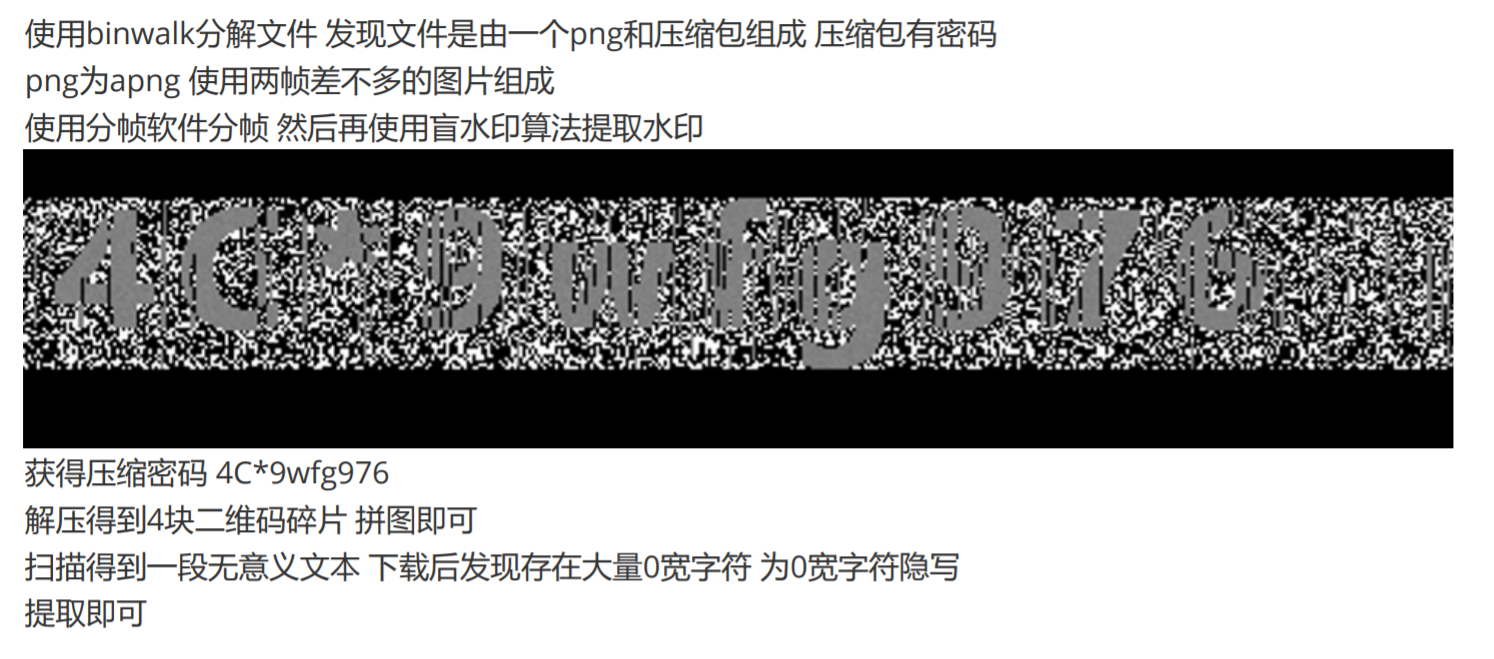 使用binwalk分解文件 发现文件是由一个png和压缩包组成 压缩包有密码
png为apng 使用两帧差不多的图片组成
使用分帧软件分帧 然后再使用盲水印算法提取水印
4C*9wfg976
获得压缩密码 4C*9wfg976
解压得到4块二维码碎片 拼图即可
扫描得到一段无意义文本 下载后发现存在大量0宽字符 为0宽字符隐写
提取即可